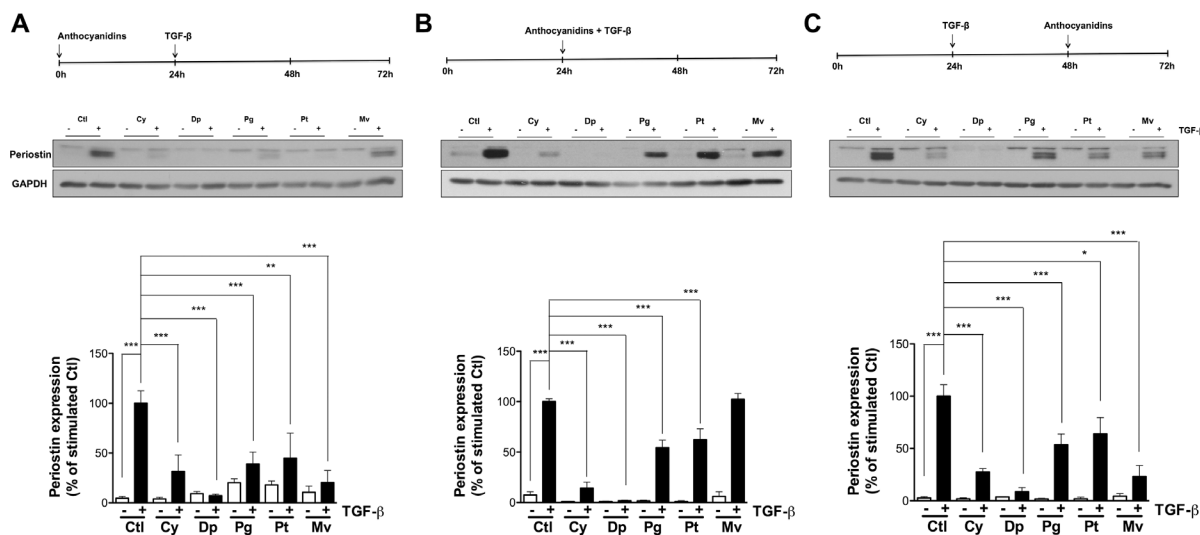 A
Anthocyanidins TGF-β
0h 24h 48h 72h
Ctl Cy Dp Pg Pt Mv
- + - + - + - + - + - +
Periostin
GAPDH
***
**
***
***
*** ***
Periostin expression
(% of stimulated Ctl)
150
100
50
0
- + - + - + - + - + - + TGF-β
Ctl Cy Dp Pg Pt Mv
B
Anthocyanidins + TGF-β
0h 24h 48h 72h
Ctl Cy Dp Pg Pt Mv
- + - + - + - + - + - +
***
***
***
*** ***
Periostin expression
(% of stimulated Ctl)
150
100
50
0
- + - + - + - + - + - + TGF-β
Ctl Cy Dp Pg Pt Mv
C
TGF-β Anthocyanidins
0h 24h 48h 72h
Ctl Cy Dp Pg Pt Mv
- + - + - + - + - + - + TGF-β
***
*
***
***
*** ***
Periostin expression
(% of stimulated Ctl)
150
100
50
0
- + - + - + - + - + - + TGF-β
Ctl Cy Dp Pg Pt Mv